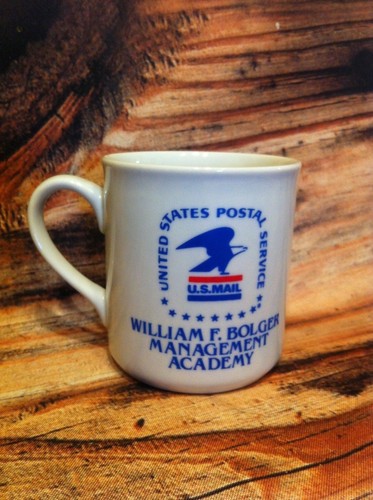 UNITED STATES POSTAL SERVICE
U.S.MAIL
WILLIAM F. BOLGER
MANAGEMENT
ACADEMY